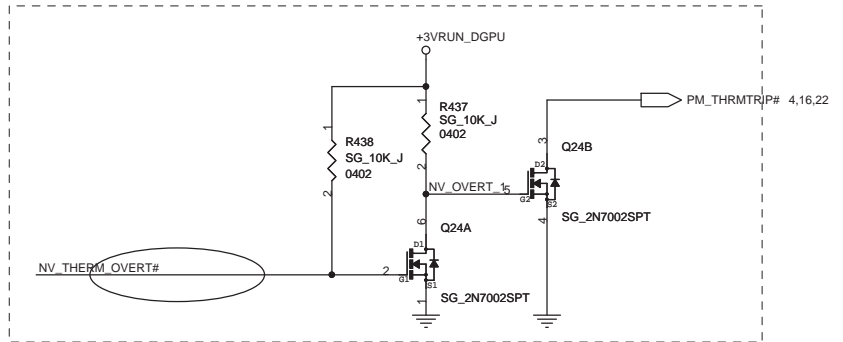 +3VRUN_DGPU
PM_THRMTRIP# 4,16,22
1
R437
SG_10K_J
0402
2
1
R438
SG_10K_J
0402
2
3
Q24B
D2
NV_OVERT_1
5
G2
S2
4
SG_2N7002SPT
6
Q24A
D1
NV_THERM_OVERT#
2
G1
S1
1
SG_2N7002SPT